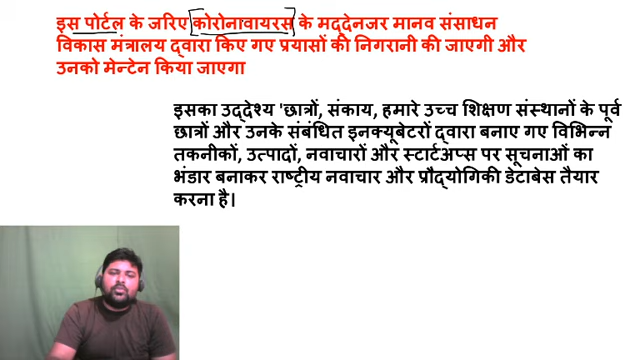 इस पोर्टल के जरिए कोरोनावायरस के मद्देनजर मानव संसाधन
विकास मंत्रालय द्वारा किए गए प्रयासों की निगरानी की जाएगी और
उनको मेन्टेन किया जाएगा
इसका उद्देश्य 'छात्रों, संकाय, हमारे उच्च शिक्षण संस्थानों के पूर्व
छात्रों और उनके संबंधित इनक्यूबेटरों द्वारा बनाए गए विभिन्न
तकनीकों, उत्पादों, नवाचारों और स्टार्टअप्स पर सूचनाओं का
भंडार बनाकर राष्ट्रीय नवाचार और प्रौद्योगिकी डेटाबेस तैयार
करना है।